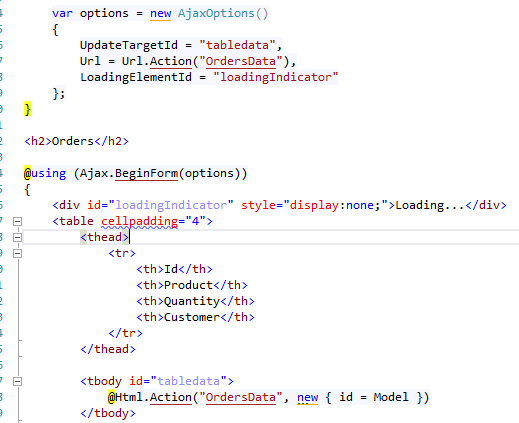 var options = new AjaxOptions()
{
UpdateTargetId = "tabledata",
Url = Url.Action("OrdersData"),
LoadingElementId = "loadingIndicator"
};
}
<h2>Orders</h2>
@using (Ajax.BeginForm(options))
{
<div id="loadingIndicator" style="display:none;">Loading...</div>
<table cellpadding="4">
<thead>
<tr>
<th>Id</th>
<th>Product</th>
<th>Quantity</th>
<th>Customer</th>
</tr>
</thead>
<tbody id="tabledata">
@Html.Action("OrdersData", new { id = Model })
</tbody>